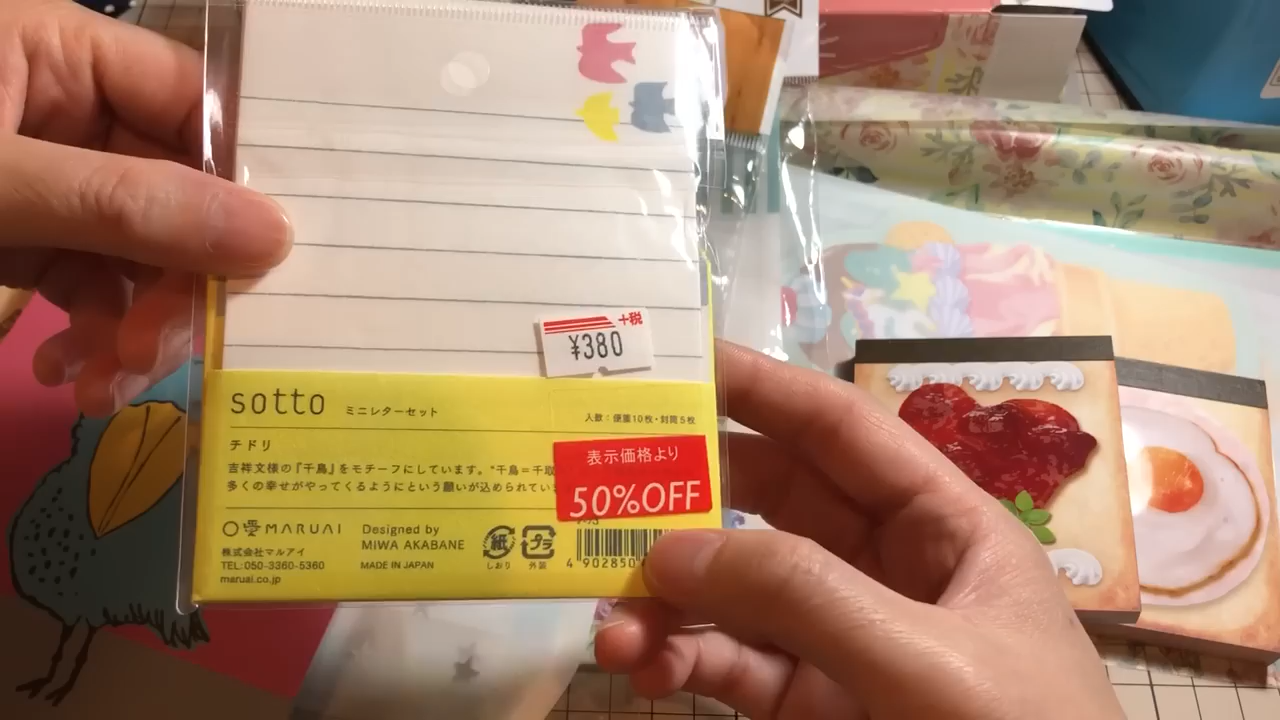 +税
¥380
sotto ミニレターセット
入数：便箋10枚・封筒5枚
チドリ
吉祥文様の『千鳥』をモチーフにしています。*千鳥=千取
多くの幸せがやってくるようにという願いが込められてい
表示価格より
50%OFF
MARUAI
株式会社マルアイ
TEL:050-3360-5360
maruai.co.jp
Designed by
MIWA AKABANE
MADE IN JAPAN
紙
しおり
プラ
外装
4 902850